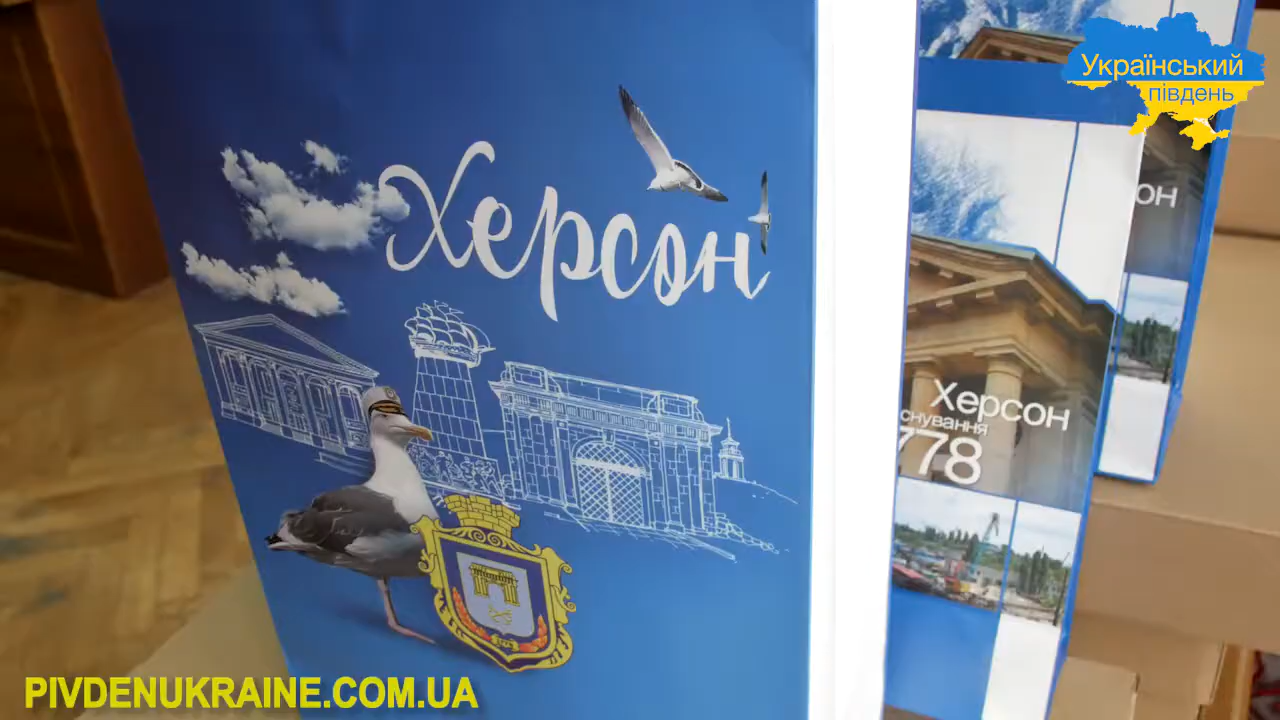 Український
південь
Херсон
он
Херсон
снування
778
PIVDENUKRAINE.COM.UA